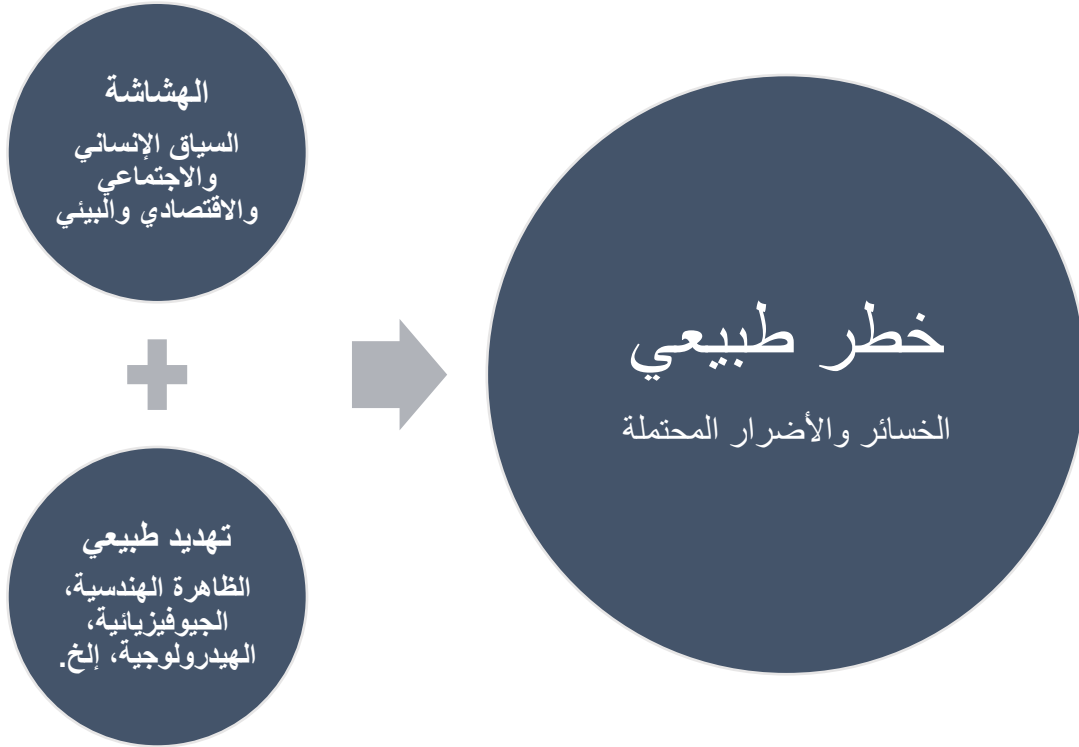 الهشاشة
السياق الإنساني
والاجتماعي
والاقتصادي والبيئي
تهديد طبيعي
الظاهرة الهندسية،
الجيوفيزيائية،
الهيدرولوجية، إلخ.
خطر طبيعي
الخسائر والأضرار المحتملة